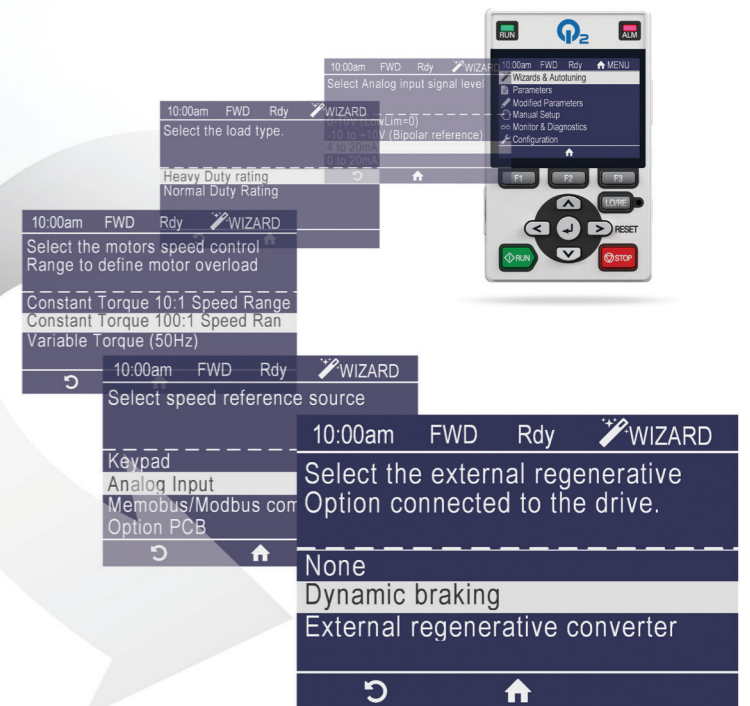 RUN
Q2
ALM
10:00am FWD Rdy MENU
Wizards & Autotuning
Parameters
Modified Parameters
Manual Setup
Monitor & Diagnostics
Configuration
F1 F2 F3
LO/RE
RESET
RUN
STOP
10:00am FWD Rdy WIZARD
Select Analog input signal level
0-10V (LowLim=0)
-10 to +10V (Bipolar reference)
4 to 20mA
0 to 20mA
10:00am FWD Rdy WIZARD
Select the load type.
Heavy Duty rating
Normal Duty Rating
10:00am FWD Rdy WIZARD
Select the motors speed control
Range to define motor overload
Constant Torque 10:1 Speed Range
Constant Torque 100:1 Speed Ran
Variable Torque (50Hz)
10:00am FWD Rdy WIZARD
Select speed reference source
Keypad
Analog Input
Memobus/Modbus com
Option PCB
10:00am FWD Rdy WIZARD
Select the external regenerative
Option connected to the drive.
None
Dynamic braking
External regenerative converter